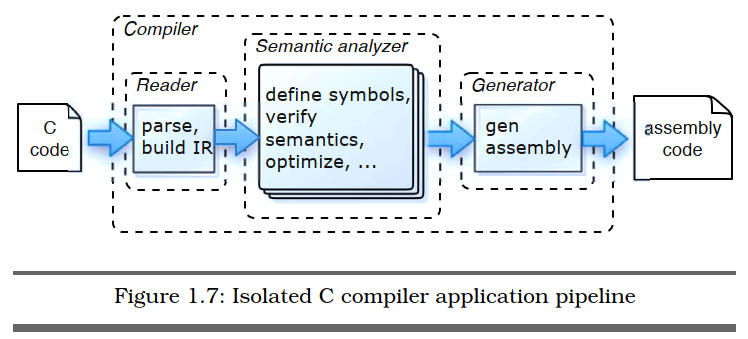 Compiler
Semantic analyzer
Reader
Generator
C
code
parse,
build IR
define symbols,
verify
semantics,
optimize, ...
gen
assembly
assembly
code
Figure 1.7: Isolated C compiler application pipeline